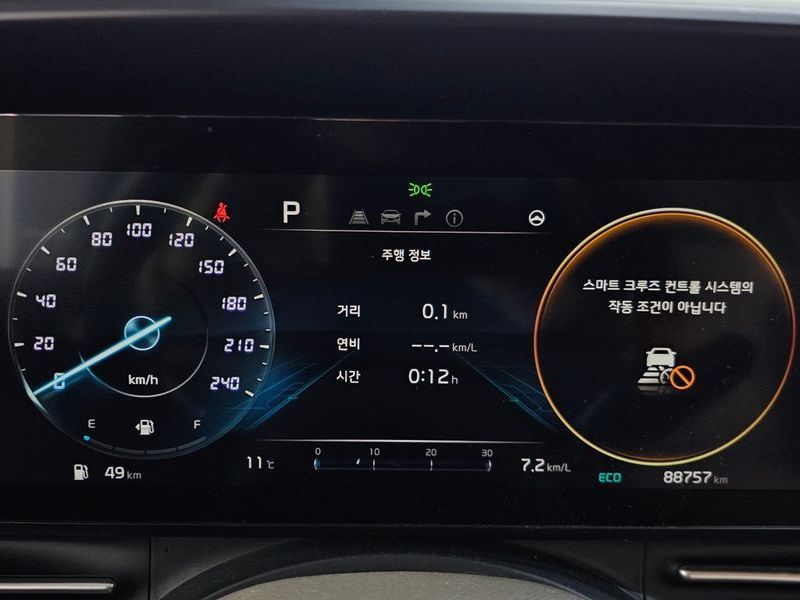 P
주행 정보
거리 0.1 km
연비 --.- km/L
시간 0:12 h
0 20 40 60 80 100 120 150 180 210 240
km/h
E F
49 km
11℃
0 10 20 30
7.2 km/L
스마트 크루즈 컨트롤 시스템의
작동 조건이 아닙니다
ECO
88757 km